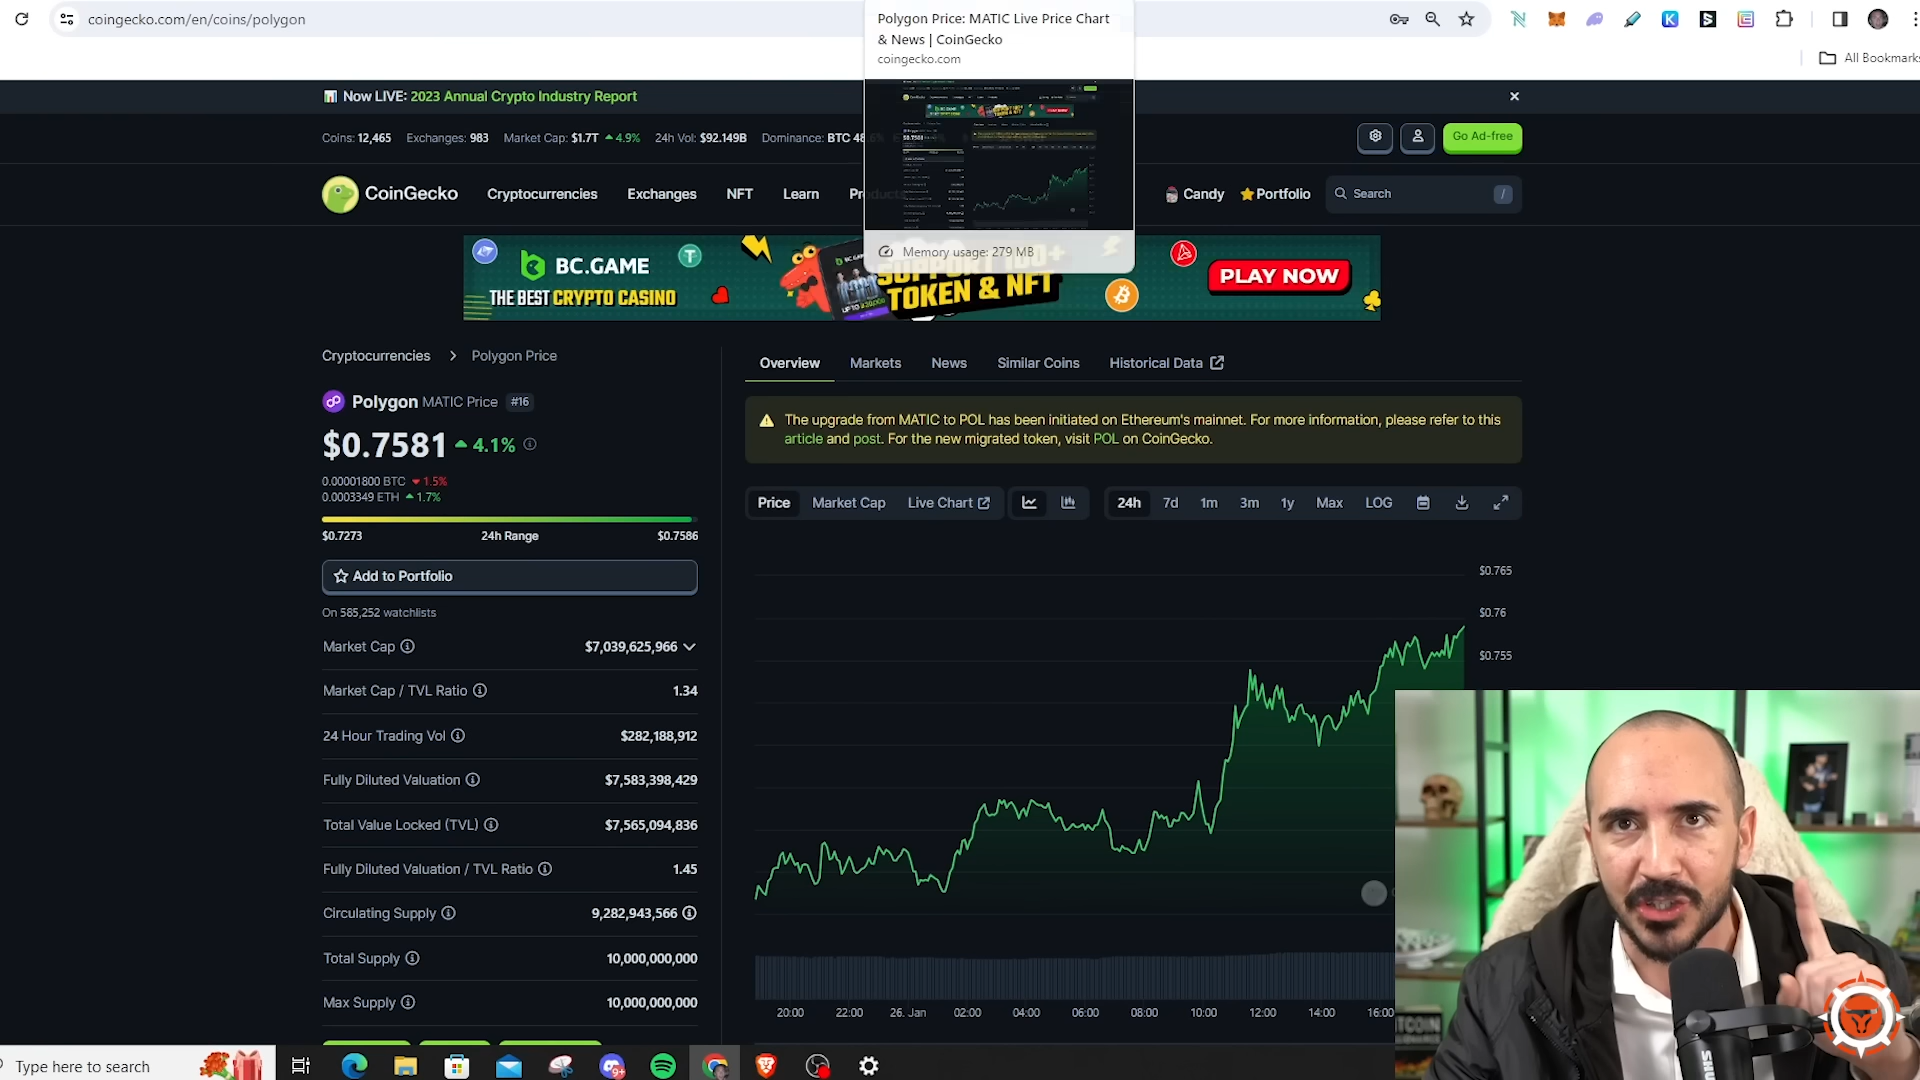 coingecko.com/en/coins/polygon
Polygon Price: MATIC Live Price Chart
& News | CoinGecko
coingecko.com
Memory usage: 279 MB
All Bookmarks
Now LIVE: 2023 Annual Crypto Industry Report
Coins: 12,465 Exchanges: 983 Market Cap: $1.7T 4.9% 24h Vol: $92.149B Dominance: BTC
Go Ad-free
CoinGecko
Cryptocurrencies Exchanges NFT Learn Products
Candy Portfolio Search /
BC.GAME
THE BEST CRYPTO CASINO
TOKEN & NFT
PLAY NOW
Cryptocurrencies > Polygon Price
Polygon MATIC Price #16
$0.7581 4.1%
0.00001800 BTC 1.5%
0.0003349 ETH 1.7%
$0.7273 24h Range $0.7586
Add to Portfolio
On 585,252 watchlists
Market Cap $7,039,625,966
Market Cap / TVL Ratio 1.34
24 Hour Trading Vol $282,188,912
Fully Diluted Valuation $7,583,398,429
Total Value Locked (TVL) $7,565,094,836
Fully Diluted Valuation / TVL Ratio 1.45
Circulating Supply 9,282,943,566
Total Supply 10,000,000,000
Max Supply 10,000,000,000
Overview Markets News Similar Coins Historical Data
The upgrade from MATIC to POL has been initiated on Ethereum's mainnet. For more information, please refer to this
article and post. For the new migrated token, visit POL on CoinGecko.
Price Market Cap Live Chart 24h 7d 1m 3m 1y Max LOG
$0.765
$0.76
$0.755
20:00 22:00 26. Jan 02:00 04:00 06:00 08:00 10:00 12:00 14:00 16:00
Type here to search
9+